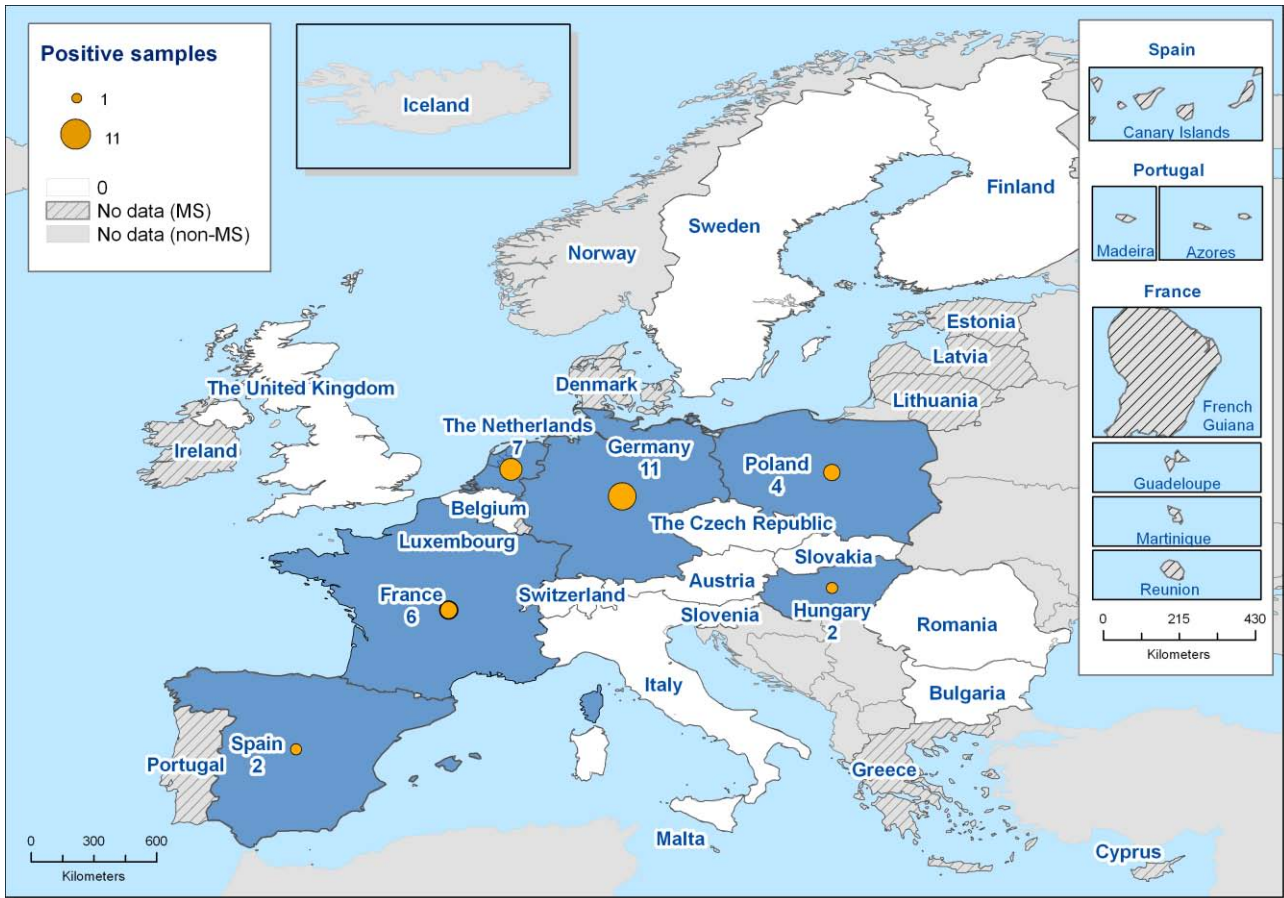 Positive samples
1
11
0
No data (MS)
No data (non-MS)
Iceland
Norway
Sweden
Finland
Estonia
Latvia
Lithuania
Denmark
The United Kingdom
Ireland
The Netherlands
7
Germany
11
Poland
4
Belgium
Luxembourg
The Czech Republic
Slovakia
France
6
Switzerland
Austria
Slovenia
Hungary
2
Romania
Italy
Bulgaria
Spain
2
Portugal
Greece
Malta
Cyprus
0 300 600
Kilometers
Spain
Canary Islands
Portugal
Madeira
Azores
France
French
Guiana
Guadeloupe
Martinique
Reunion
0 215 430
Kilometers